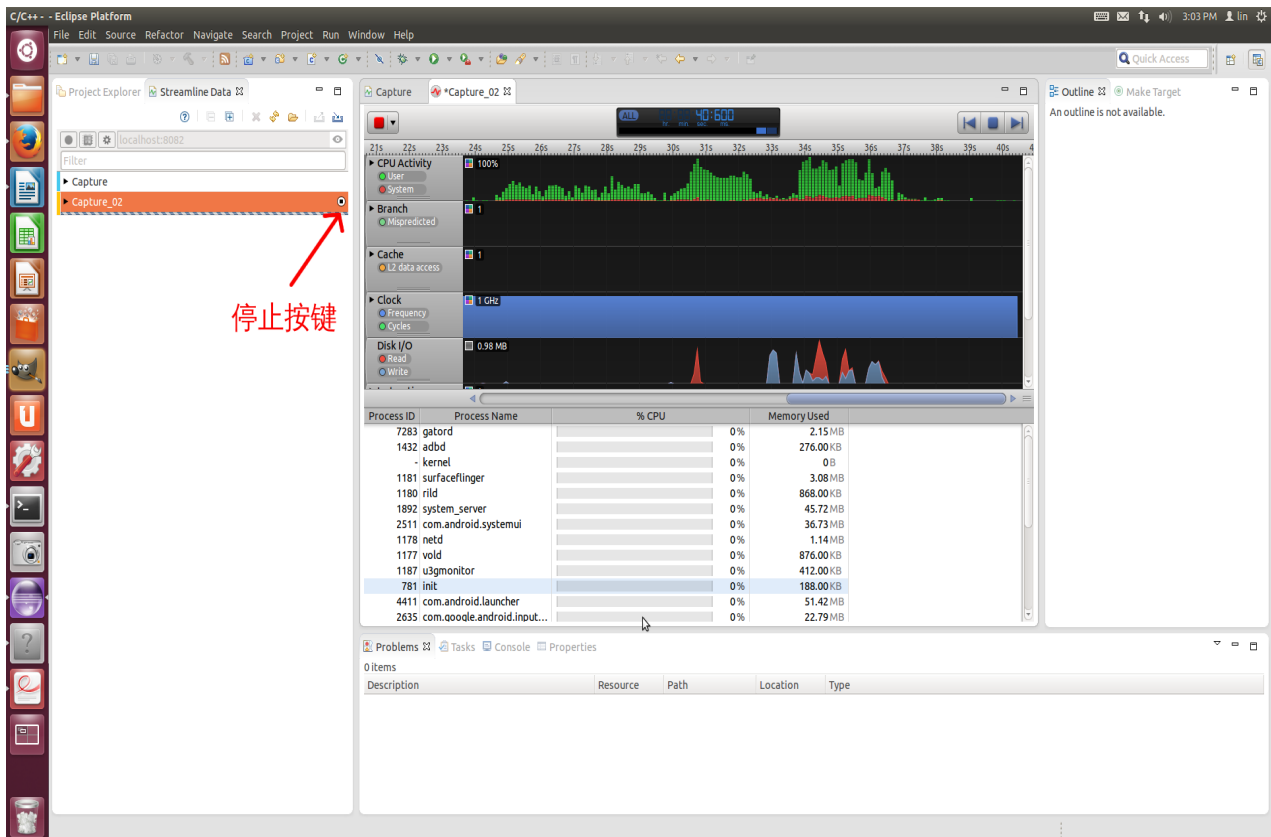 C/C++ - - Eclipse Platform
3:03 PM lin
File Edit Source Refactor Navigate Search Project Run Window Help
Quick Access
Project Explorer Streamline Data
Capture *Capture_02
Outline Make Target
An outline is not available.
localhost:8082
Filter
Capture
Capture_02
停止按键
ALL 40:600
hr min sec ms
21s 22s 23s 24s 25s 26s 27s 28s 29s 30s 31s 32s 33s 34s 35s 36s 37s 38s 39s 40s 4
CPU Activity 100%
User
System
Branch 1
Mispredicted
Cache 1
L2 data access
Clock 1 GHz
Frequency
Cycles
Disk I/O 0.98 MB
Read
Write
Process ID Process Name % CPU Memory Used
7283 gatord 0% 2.15 MB
1432 adbd 0% 276.00 KB
- kernel 0% 0 B
1181 surfaceflinger 0% 3.08 MB
1180 rild 0% 868.00 KB
1892 system_server 0% 45.72 MB
2511 com.android.systemui 0% 36.73 MB
1178 netd 0% 1.14 MB
1177 vold 0% 876.00 KB
1187 u3gmonitor 0% 412.00 KB
781 init 0% 188.00 KB
4411 com.android.launcher 0% 51.42 MB
2635 com.google.android.input... 0% 22.79 MB
Problems Tasks Console Properties
0 items
Description Resource Path Location Type